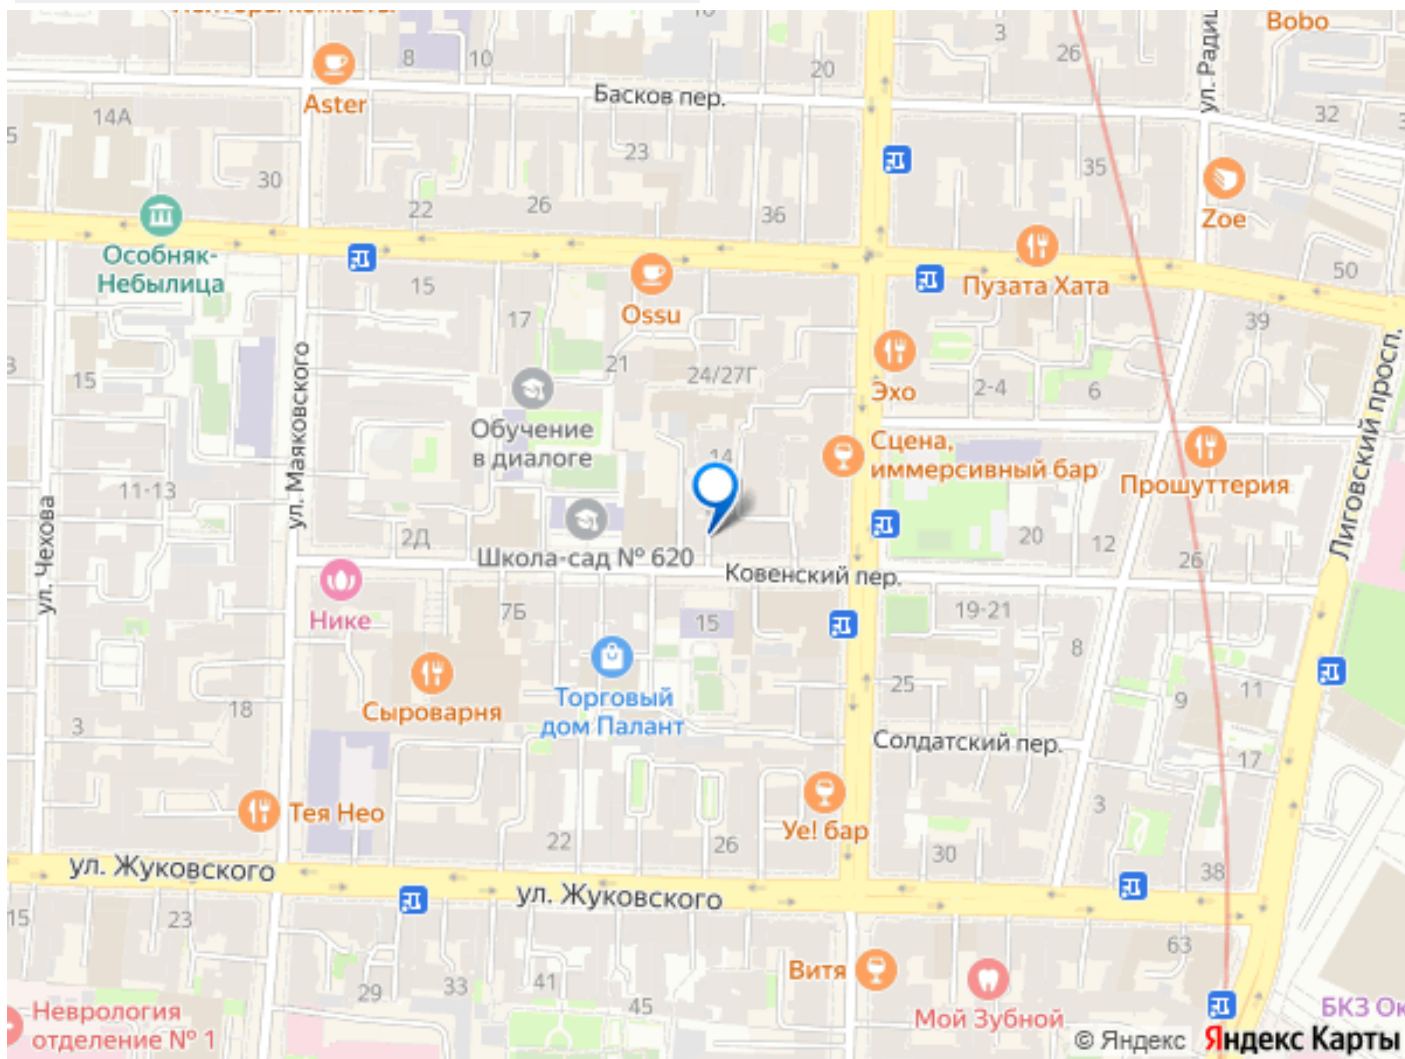 10
Bobo
8
10
20
3
26
ул. Радищ
Aster
Басков пер.
14А
32
5
23
35
30
22
26
36
Zoe
Особняк-
Небылица
50
Пузата Хата
15
Ossu
17
39
21
24/27Г
Эхо
2-4
6
3
15
Обучение
в диалоге
14
Сцена,
иммерсивный бар
Прошуттерия
11-13
ул. Маяковского
ул. Чехова
Лиговский просп.
2Д
Школа-сад № 620
20
12
26
Ковенский пер.
Нике
7Б
15
19-21
8
Сыроварня
Торговый
дом Палант
25
9
11
18
3
Солдатский пер.
17
Тея Нео
3
Уе! бар
22
26
30
38
ул. Жуковского
ул. Жуковского
15
23
63
Витя
29
33
41
45
Мой Зубной
Неврология
отделение № 1
БКЗ Ок
© Яндекс Яндекс Карты